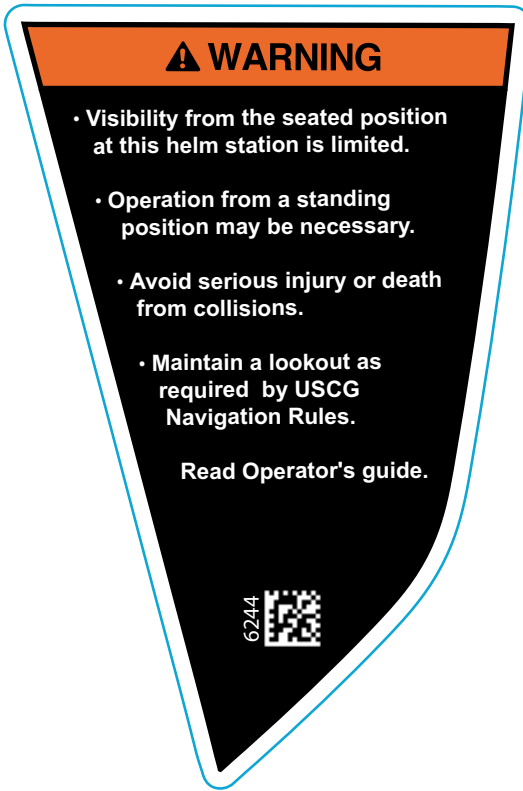 WARNING
· Visibility from the seated position
at this helm station is limited.
· Operation from a standing
position may be necessary.
· Avoid serious injury or death
from collisions.
· Maintain a lookout as
required by USCG
Navigation Rules.
Read Operator's guide.
6244